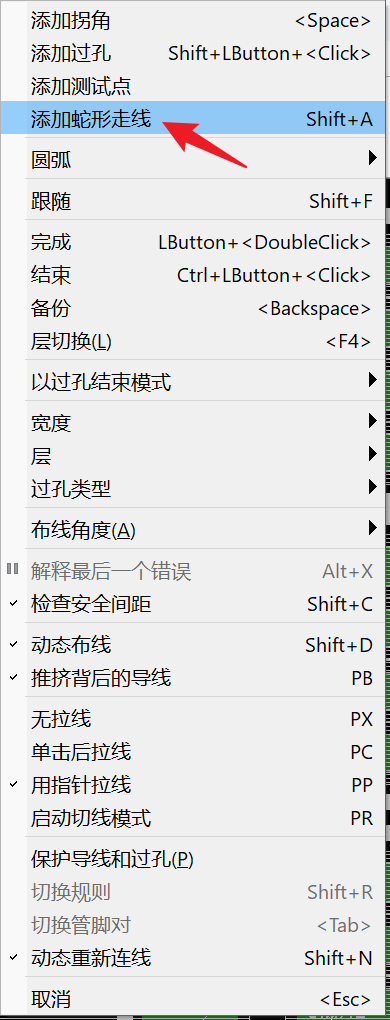 添加拐角 <Space>
添加过孔 Shift+LButton+<Click>
添加测试点
添加蛇形走线 Shift+A
圆弧
跟随 Shift+F
完成 LButton+<DoubleClick>
结束 Ctrl+LButton+<Click>
备份 <Backspace>
层切换(L) <F4>
以过孔结束模式
宽度
层
过孔类型
布线角度(A)
解释最后一个错误 Alt+X
检查安全间距 Shift+C
动态布线 Shift+D
推挤背后的导线 PB
无拉线 PX
单击后拉线 PC
用指针拉线 PP
启动切线模式 PR
保护导线和过孔(P)
切换规则 Shift+R
切换管脚对 <Tab>
动态重新连线 Shift+N
取消 <Esc>